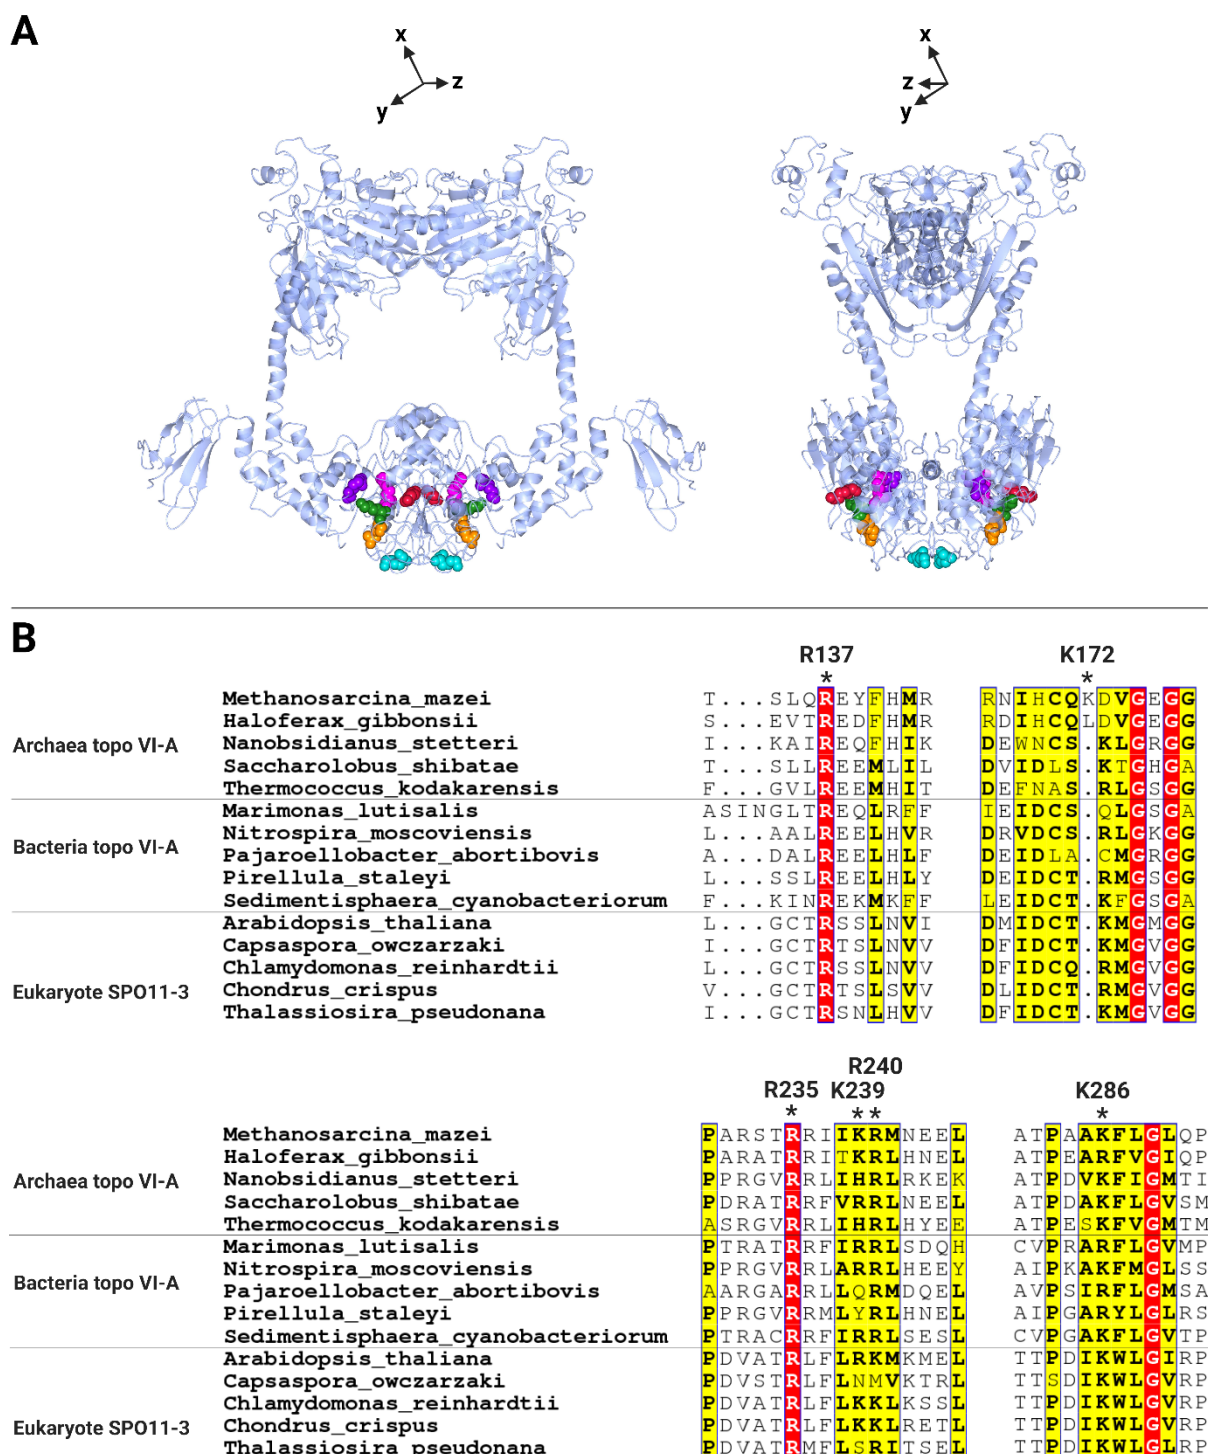 A
x
z
y
x
z
y
B
R137 K172
* *
Methanosarcina_mazei T...SLQREYFHMR RNIHCQKDVGEGG
Haloferax_gibbonsii S...EVTREDFHMR RDIHCQLDVGEGG
Archaea topo VI-A Nanobsidianus_stetteri I...KAIREQFHIK DEWNCS.KLGRGG
Saccharolobus_shibatae T...SLLREEMLIL DVIDLS.KTGHGA
Thermococcus_kodakarensis F...GVLREEMHIT DEFNAS.RLGSGG
Marimonas_lutisalis ASINGLTREQLRFF IEIDCS.QLGSGA
Nitrospira_moscoviensis L...AALREELHVR DRVDCS.RLGKGG
Bacteria topo VI-A Pajaroellobacter_abortibovis A...DALREELHLF DEIDLA.CMGRGG
Pirellula_staleyi L...SSLREELHLY DEIDCT.RMGSGG
Sedimentisphaera_cyanobacteriorum F...KINREKMKFF LEIDCT.KFGSGA
Arabidopsis_thaliana L...GCTRSSLNVI DMIDCT.KMGMGG
Capsaspora_owczarzaki I...GCTRTSLNVV DFIDCT.KMGVGG
Chlamydomonas_reinhardtii L...GCTRSSLNVV DFIDCQ.RMGVGG
Eukaryote SPO11-3 Chondrus_crispus V...GCTRTSLSVV DLIDCT.RMGVGG
Thalassiosira_pseudonana I...GCTRSNLHVV DFIDCT.KMGVGG
R240
R235 K239 K286
* * * *
Methanosarcina_mazei PARSTRRIIKRMNEEL ATPAAKFLGLQP
Haloferax_gibbonsii PARATRRITKRLHNEL ATPEARFVGIQP
Archaea topo VI-A Nanobsidianus_stetteri PPRGVRRLIHRLRKEK ATPDVKFIGMTI
Saccharolobus_shibatae PDRATRRFVRRLNEEL ATPDAKFLGVSM
Thermococcus_kodakarensis ASRGVRRLIHRLHYEE ATPESKFVGMTM
Marimonas_lutisalis PTRATRRFIRRLSDQH CVPRARFLGVMP
Nitrospira_moscoviensis PPRGVRRLARRLHEEY AIPKAKFMGLSS
Bacteria topo VI-A Pajaroellobacter_abortibovis AARGARRLLQRMDQEL AVPSIRFLGMSA
Pirellula_staleyi PPRGVRRMLYRLHNEL AIPGARYLGLRS
Sedimentisphaera_cyanobacteriorum PTRACRRFIRRLSESL CVPGAKFLGVTP
Arabidopsis_thaliana PDVATRLFLRKMKMEL TTPDIKWLGIRP
Capsaspora_owczarzaki PDVSTRLFLNMVKTRL TTSDIKWLGVRP
Chlamydomonas_reinhardtii PDVATRLFLKKLKSSL TTPDIKWLGVRP
Eukaryote SPO11-3 Chondrus_crispus PDVATRLFLKKLRETL TTPDIKWLGVRP
Thalassiosira_pseudonana PDVATRMFLSRITSEL TTPDIKWLGVRP